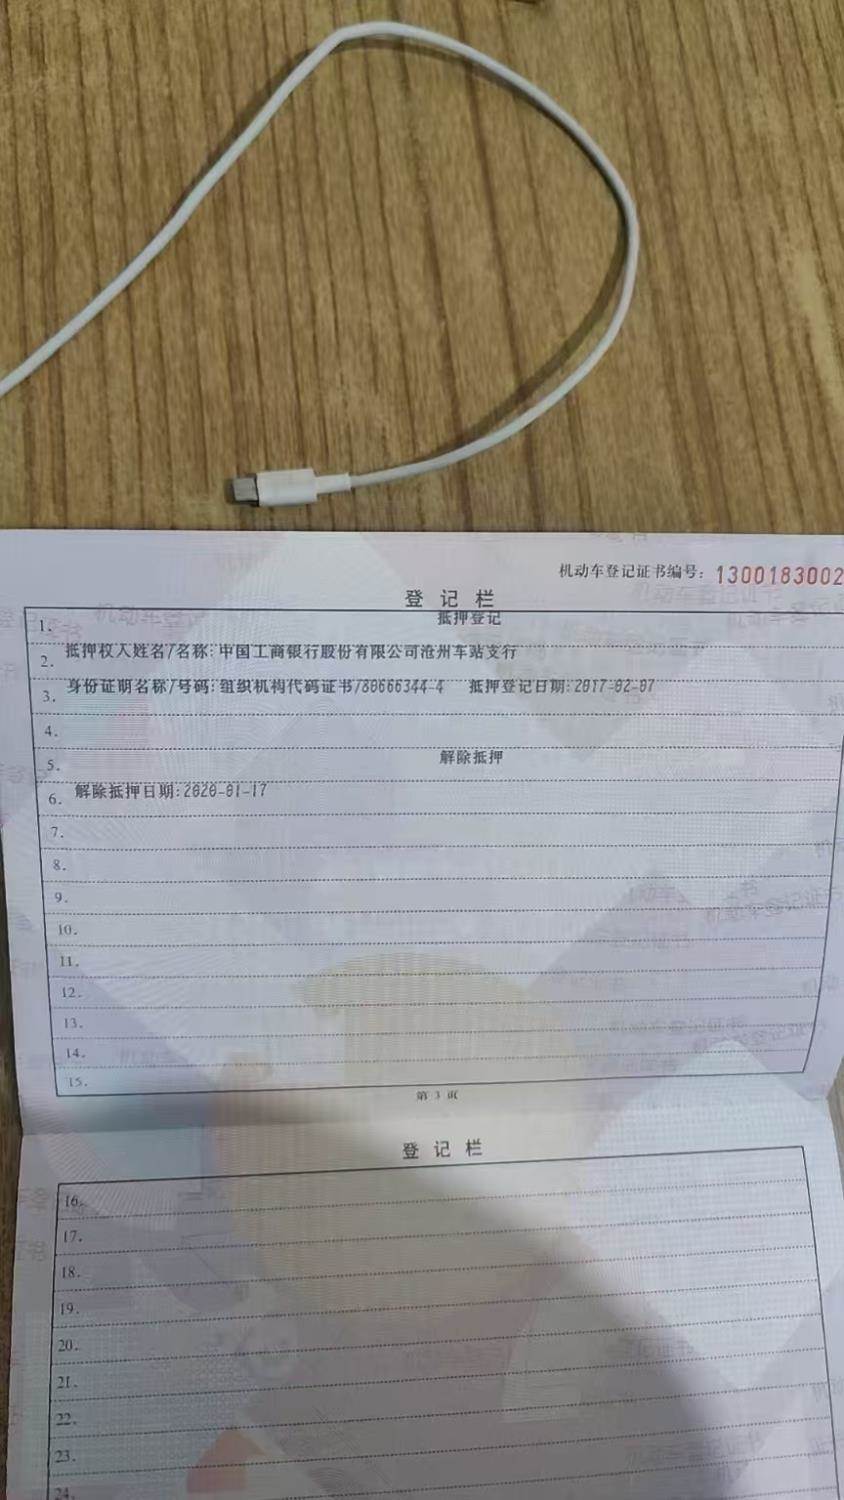 机动车登记证书编号：1300183002
登 记 栏
1. 抵押登记
2. 抵押权人姓名/名称:中国工商银行股份有限公司沧州车站支行
3. 身份证明名称/号码:组织机构代码证书/80666344-4 抵押登记日期:2017-02-07
4.
5. 解除抵押
6. 解除抵押日期:2020-01-17
7.
8.
9.
10.
11.
12.
13.
14.
15.
第 3 页
登 记 栏
16.
17.
18.
19.
20.
21.
22.
23.
24.